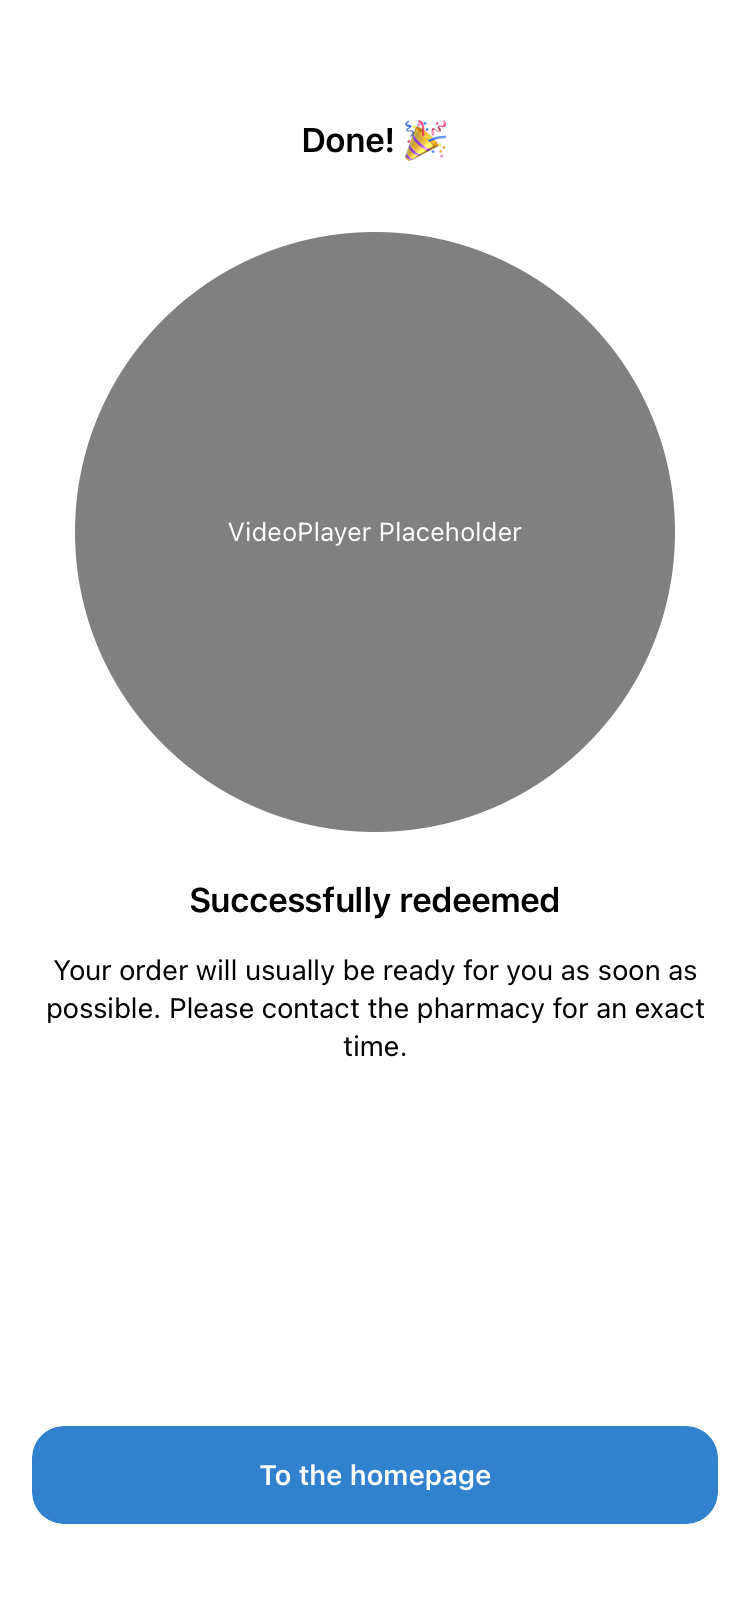 Done! 🎉
VideoPlayer Placeholder
Successfully redeemed
Your order will usually be ready for you as soon as
possible. Please contact the pharmacy for an exact
time.
To the homepage